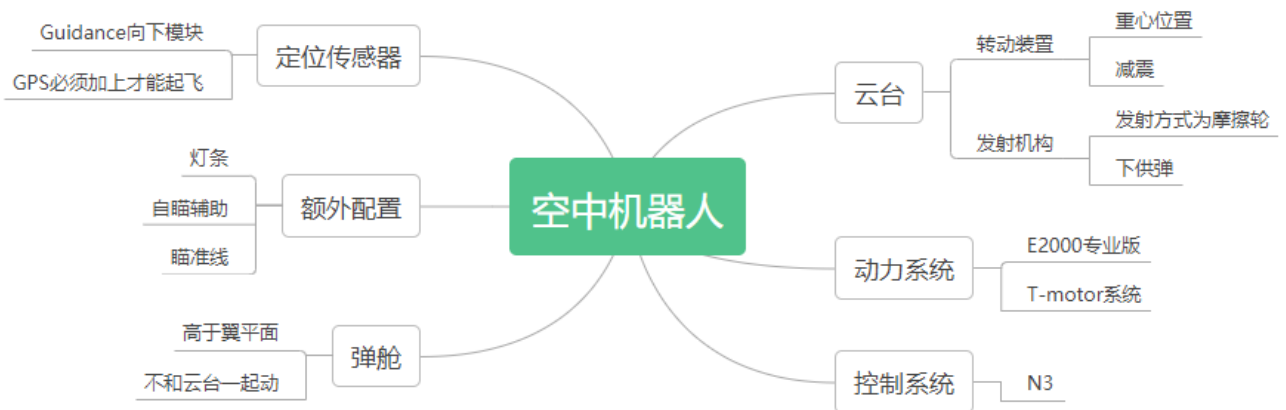 空中机器人
定位传感器
Guidance向下模块
GPS必须加上才能起飞
额外配置
灯条
自瞄辅助
瞄准线
弹舱
高于翼平面
不和云台一起动
云台
转动装置
重心位置
减震
发射机构
发射方式为摩擦轮
下供弹
动力系统
E2000专业版
T-motor系统
控制系统
N3